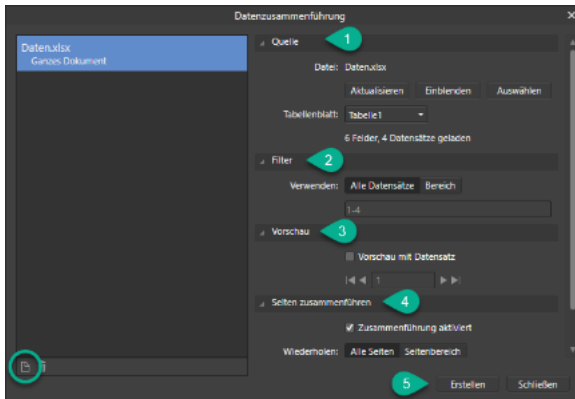 Datenzusammenführung
Daten.xlsx
Ganzes Dokument
Quelle
1
Datei: Daten.xlsx
Aktualisieren Einblenden Auswählen
Tabellenblatt: Tabelle1
6 Felder, 4 Datensätze geladen
Filter
2
Verwenden: Alle Datensätze Bereich
1-4
Vorschau
3
Vorschau mit Datensatz
1
Seiten zusammenführen
4
Zusammenführung aktiviert
Wiederholen: Alle Seiten Seitenbereich
5
Erstellen Schließen